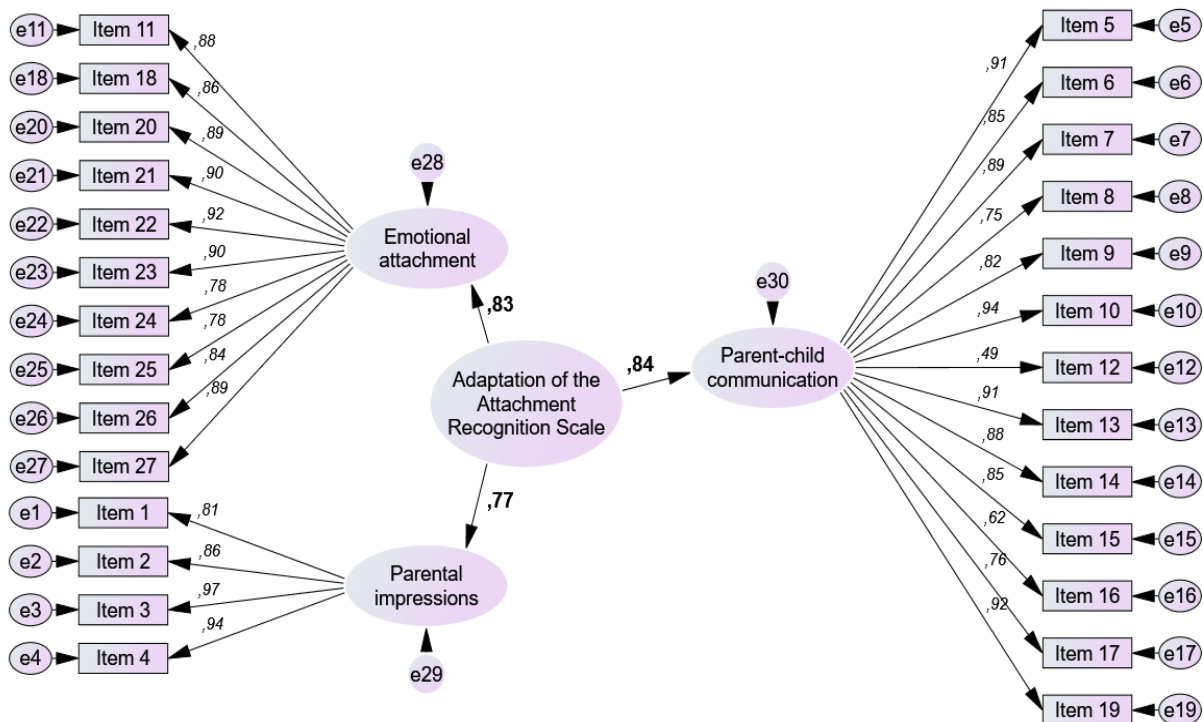 e11 Item 11 ,88
e18 Item 18 ,86
e20 Item 20 ,89
e21 Item 21 ,90
e22 Item 22 ,92
e23 Item 23 ,90
e24 Item 24 ,78
e25 Item 25 ,78
e26 Item 26 ,84
e27 Item 27 ,89
e1 Item 1 ,81
e2 Item 2 ,86
e3 Item 3 ,97
e4 Item 4 ,94
e28
Emotional
attachment
,83
Adaptation of the
Attachment
Recognition Scale
,77
Parental
impressions
e29
,84
e30
Parent-child
communication
,91 Item 5 e5
,85 Item 6 e6
,89 Item 7 e7
,75 Item 8 e8
,82 Item 9 e9
,94 Item 10 e10
,49 Item 12 e12
,91 Item 13 e13
,88 Item 14 e14
,85 Item 15 e15
,62 Item 16 e16
,76 Item 17 e17
,92 Item 19 e19